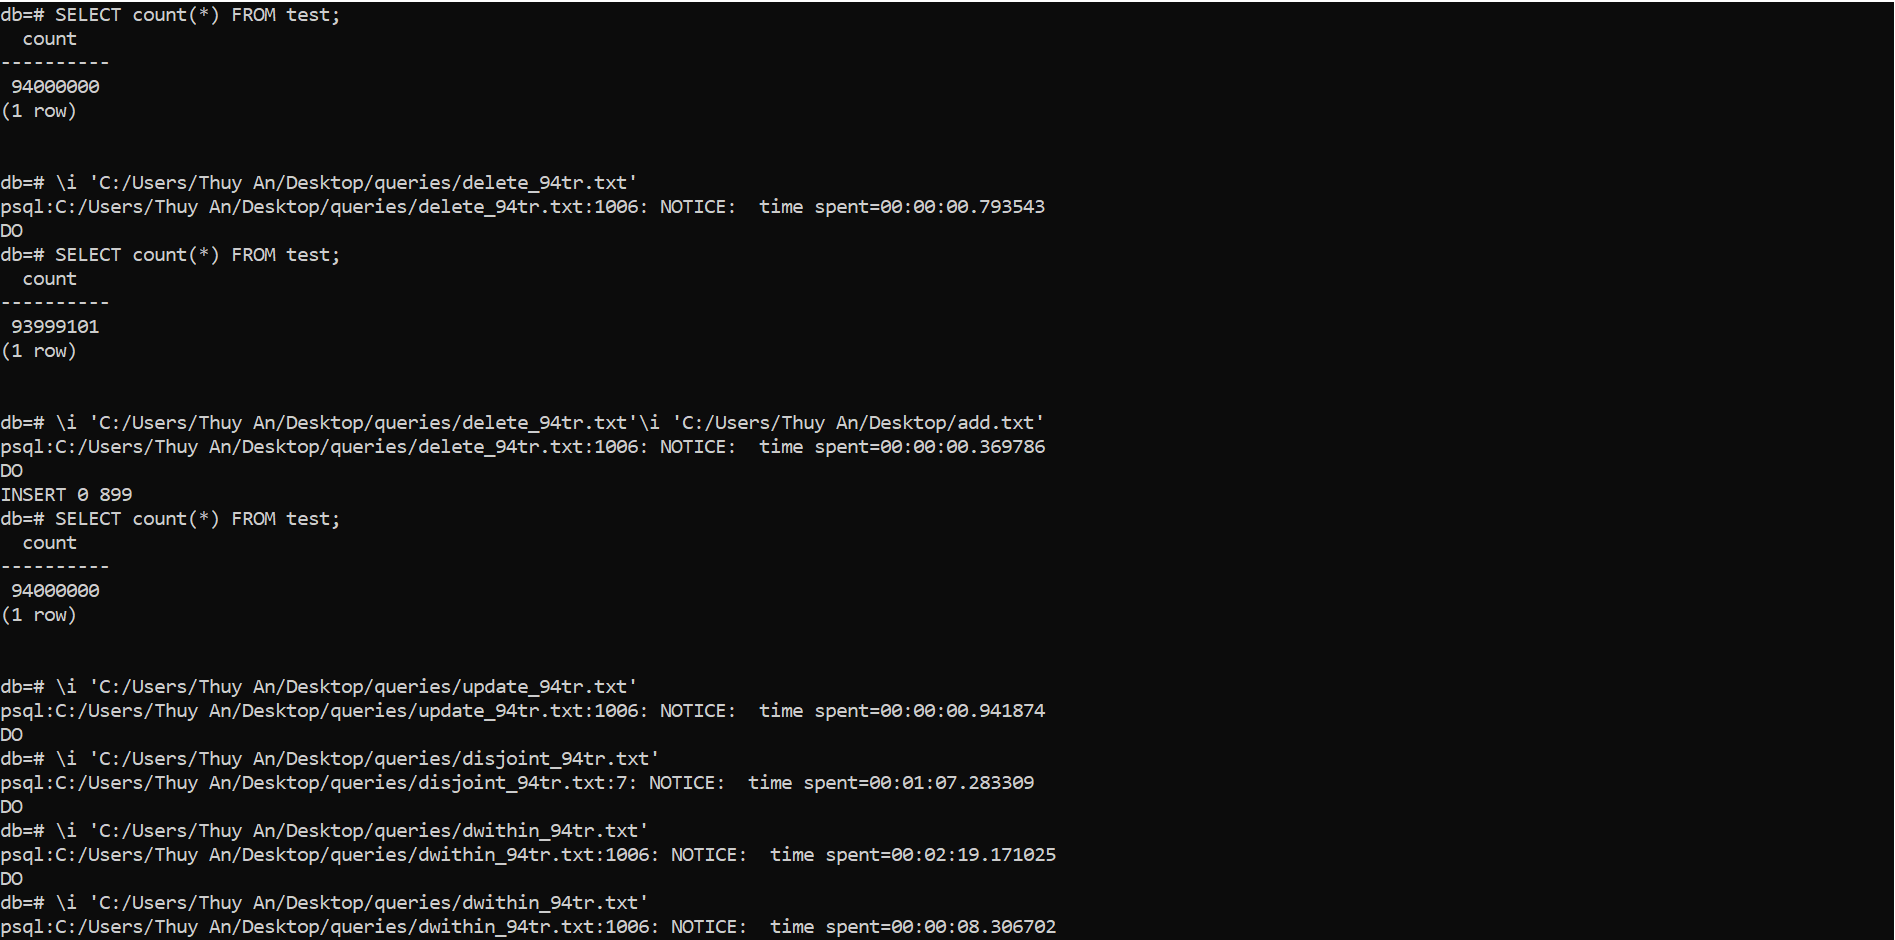 db=# SELECT count(*) FROM test;
  count
----------
 94000000
(1 row)
db=# \i 'C:/Users/Thuy An/Desktop/queries/delete_94tr.txt'
psql:C:/Users/Thuy An/Desktop/queries/delete_94tr.txt:1006: NOTICE:  time spent=00:00:00.793543
DO
db=# SELECT count(*) FROM test;
  count
----------
 93999101
(1 row)
db=# \i 'C:/Users/Thuy An/Desktop/queries/delete_94tr.txt'\i 'C:/Users/Thuy An/Desktop/add.txt'
psql:C:/Users/Thuy An/Desktop/queries/delete_94tr.txt:1006: NOTICE:  time spent=00:00:00.369786
DO
INSERT 0 899
db=# SELECT count(*) FROM test;
  count
----------
 94000000
(1 row)
db=# \i 'C:/Users/Thuy An/Desktop/queries/update_94tr.txt'
psql:C:/Users/Thuy An/Desktop/queries/update_94tr.txt:1006: NOTICE:  time spent=00:00:00.941874
DO
db=# \i 'C:/Users/Thuy An/Desktop/queries/disjoint_94tr.txt'
psql:C:/Users/Thuy An/Desktop/queries/disjoint_94tr.txt:7: NOTICE:  time spent=00:01:07.283309
DO
db=# \i 'C:/Users/Thuy An/Desktop/queries/dwithin_94tr.txt'
psql:C:/Users/Thuy An/Desktop/queries/dwithin_94tr.txt:1006: NOTICE:  time spent=00:02:19.171025
DO
db=# \i 'C:/Users/Thuy An/Desktop/queries/dwithin_94tr.txt'
psql:C:/Users/Thuy An/Desktop/queries/dwithin_94tr.txt:1006: NOTICE:  time spent=00:00:08.306702